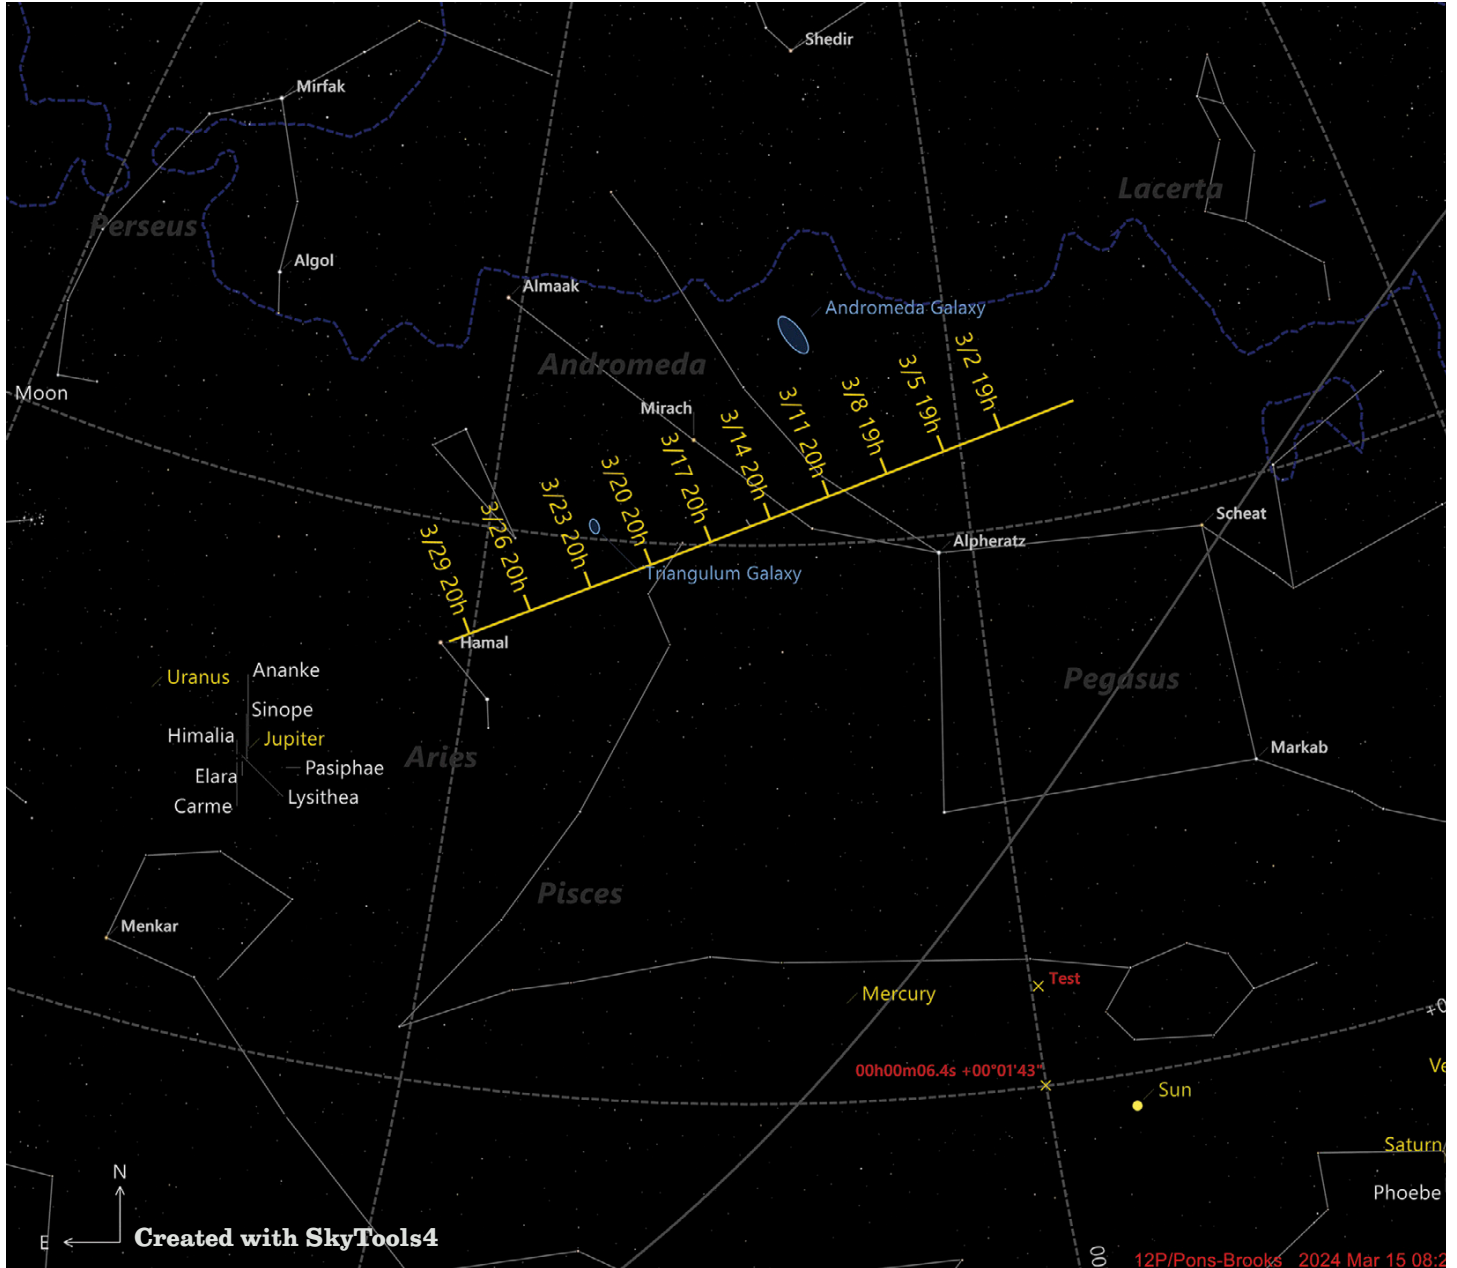 Shedir
Mirfak
Lacerta
Perseus
Algol
Almaak
Andromeda Galaxy
Andromeda
3/2 19h
3/5 19h
3/8 19h
3/11 20h
3/14 20h
3/17 20h
3/20 20h
3/23 20h
3/26 20h
3/29 20h
Moon
Mirach
Scheat
Alpheratz
Triangulum Galaxy
Hamal
Uranus
Ananke
Pegasus
Sinope
Himalia
Jupiter
Markab
Aries
Elara
Pasiphae
Carme
Lysithea
Pisces
Menkar
Test
Mercury
+0
00h00m06.4s +00°01'43"
Ve
Sun
Saturn
N
Phoebe
E
Created with SkyTools4
00
12P/Pons-Brooks 2024 Mar 15 08:2